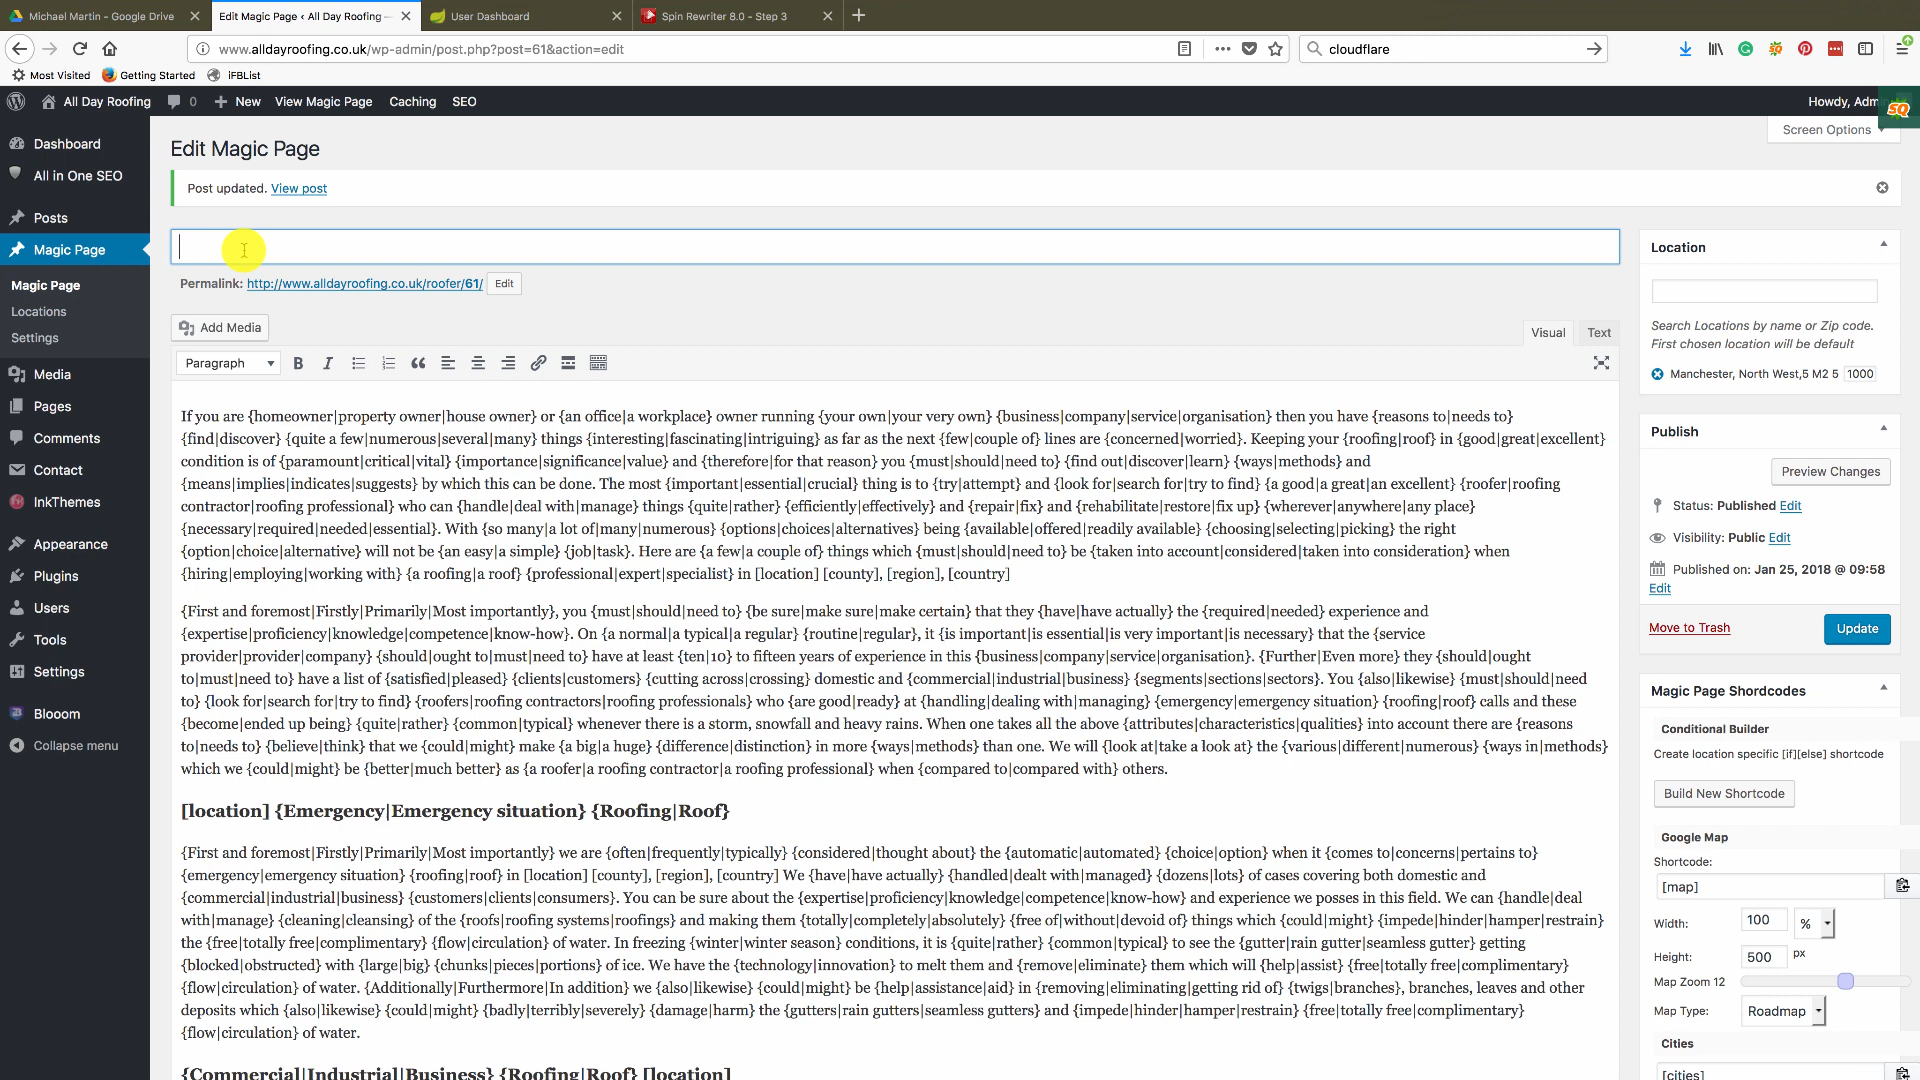 Michael Martin - Google Drive
Edit Magic Page ‹ All Day Roofing —
User Dashboard
Spin Rewriter 8.0 - Step 3
www.alldayroofing.co.uk/wp-admin/post.php?post=61&action=edit
cloudflare
Most Visited
Getting Started
iFBList
All Day Roofing
0
New
View Magic Page
Caching
SEO
Howdy, Adm
SQ
Screen Options
Dashboard
All in One SEO
Posts
Magic Page
Magic Page
Locations
Settings
Media
Pages
Comments
Contact
InkThemes
Appearance
Plugins
Users
Tools
Settings
Blooom
Collapse menu
Edit Magic Page
Post updated. View post
Permalink: http://www.alldayroofing.co.uk/roofer/61/ Edit
Add Media
Visual
Text
Paragraph
If you are {homeowner|property owner|house owner} or {an office|a workplace} owner running {your own|your very own} {business|company|service|organisation} then you have {reasons to|needs to}
{find|discover} {quite a few|numerous|several|many} things {interesting|fascinating|intriguing} as far as the next {few|couple of} lines are {concerned|worried}. Keeping your {roofing|roof} in {good|great|excellent}
condition is of {paramount|critical|vital} {importance|significance|value} and {therefore|for that reason} you {must|should|need to} {find out|discover|learn} {ways|methods} and
{means|implies|indicates|suggests} by which this can be done. The most {important|essential|crucial} thing is to {try|attempt} and {look for|search for|try to find} {a good|a great|an excellent} {roofer|roofing
contractor|roofing professional} who can {handle|deal with|manage} things {quite|rather} {efficiently|effectively} and {repair|fix} and {rehabilitate|restore|fix up} {wherever|anywhere|any place}
{necessary|required|needed|essential}. With {so many|a lot of|many|numerous} {options|choices|alternatives} being {available|offered|readily available} {choosing|selecting|picking} the right
{option|choice|alternative} will not be {an easy|a simple} {job|task}. Here are {a few|a couple of} things which {must|should|need to} be {taken into account|considered|taken into consideration} when
{hiring|employing|working with} {a roofing|a roof} {professional|expert|specialist} in [location] [county], [region], [country]
{First and foremost|Firstly|Primarily|Most importantly}, you {must|should|need to} {be sure|make sure|make certain} that they {have|have actually} the {required|needed} experience and
{expertise|proficiency|knowledge|competence|know-how}. On {a normal|a typical|a regular} {routine|regular}, it {is important|is essential|is very important|is necessary} that the {service
provider|provider|company} {should|ought to|must|need to} have at least {ten|10} to fifteen years of experience in this {business|company|service|organisation}. {Further|Even more} they {should|ought
to|must|need to} have a list of {satisfied|pleased} {clients|customers} {cutting across|crossing} domestic and {commercial|industrial|business} {segments|sections|sectors}. You {also|likewise} {must|should|need
to} {look for|search for|try to find} {roofers|roofing contractors|roofing professionals} who {are good|ready} at {handling|dealing with|managing} {emergency|emergency situation} {roofing|roof} calls and these
{become|ended up being} {quite|rather} {common|typical} whenever there is a storm, snowfall and heavy rains. When one takes all the above {attributes|characteristics|qualities} into account there are {reasons
to|needs to} {believe|think} that we {could|might} make {a big|a huge} {difference|distinction} in more {ways|methods} than one. We will {look at|take a look at} the {various|different|numerous} {ways in|methods}
which we {could|might} be {better|much better} as {a roofer|a roofing contractor|a roofing professional} when {compared to|compared with} others.
[location] {Emergency|Emergency situation} {Roofing|Roof}
{First and foremost|Firstly|Primarily|Most importantly} we are {often|frequently|typically} {considered|thought about} the {automatic|automated} {choice|option} when it {comes to|concerns|pertains to}
{emergency|emergency situation} {roofing|roof} in [location] [county], [region], [country] We {have|have actually} {handled|dealt with|managed} {dozens|lots} of cases covering both domestic and
{commercial|industrial|business} {customers|clients|consumers}. You can be sure about the {expertise|proficiency|knowledge|competence|know-how} and experience we posses in this field. We can {handle|deal
with|manage} {cleaning|cleansing} of the {roofs|roofing systems|roofings} and making them {totally|completely|absolutely} {free of|without|devoid of} things which {could|might} {impede|hinder|hamper|restrain}
the {free|totally free|complimentary} {flow|circulation} of water. In freezing {winter|winter season} conditions, it is {quite|rather} {common|typical} to see the {gutter|rain gutter|seamless gutter} getting
{blocked|obstructed} with {large|big} {chunks|pieces|portions} of ice. We have the {technology|innovation} to melt them and {remove|eliminate} them which will {help|assist} {free|totally free|complimentary}
{flow|circulation} of water. {Additionally|Furthermore|In addition} we {also|likewise} {could|might} be {help|assistance|aid} in {removing|eliminating|getting rid of} {twigs|branches}, branches, leaves and other
deposits which {also|likewise} {could|might} {badly|terribly|severely} {damage|harm} the {gutters|rain gutters|seamless gutters} and {impede|hinder|hamper|restrain} {free|totally free|complimentary}
{flow|circulation} of water.
{Commercial|Industrial|Business} {Roofing|Roof} [location]
Location
Search Locations by name or Zip code.
First chosen location will be default
Manchester, North West,5 M2 5 1000
Publish
Preview Changes
Status: Published Edit
Visibility: Public Edit
Published on: Jan 25, 2018 @ 09:58
Edit
Move to Trash
Update
Magic Page Shordcodes
Conditional Builder
Create location specific [if][else] shortcode
Build New Shortcode
Google Map
Shortcode:
[map]
Width: 100 %
Height: 500 px
Map Zoom 12
Map Type: Roadmap
Cities
[cities]